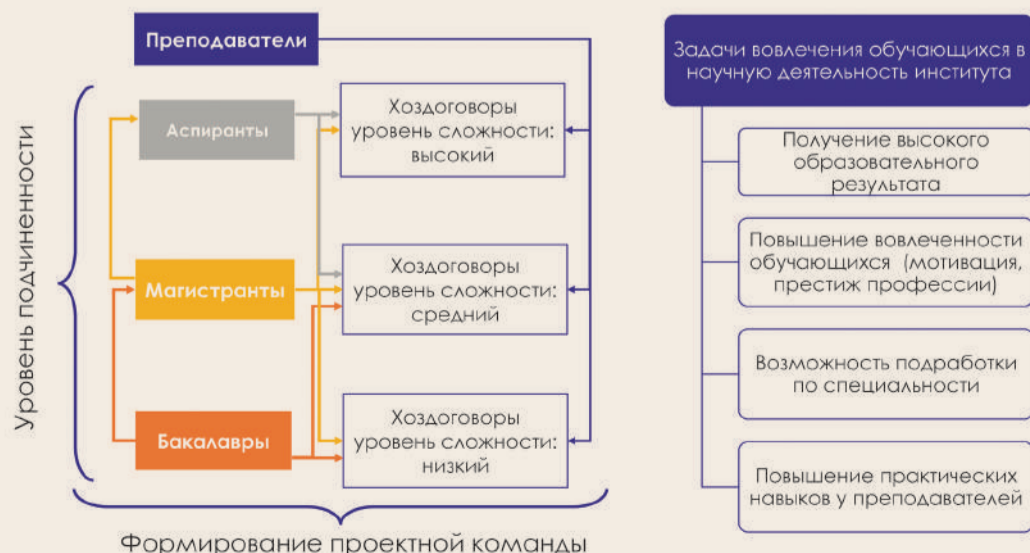 Преподаватели
Аспиранты
Магистранты
Бакалавры
Уровень подчиненности
Хоздоговоры
уровень сложности:
высокий
Хоздоговоры
уровень сложности:
средний
Хоздоговоры
уровень сложности:
низкий
Формирование проектной команды
Задачи вовлечения обучающихся в
научную деятельность института
Получение высокого
образовательного
результата
Повышение вовлеченности
обучающихся (мотивация,
престиж профессии)
Возможность подработки
по специальности
Повышение практических
навыков у преподавателей